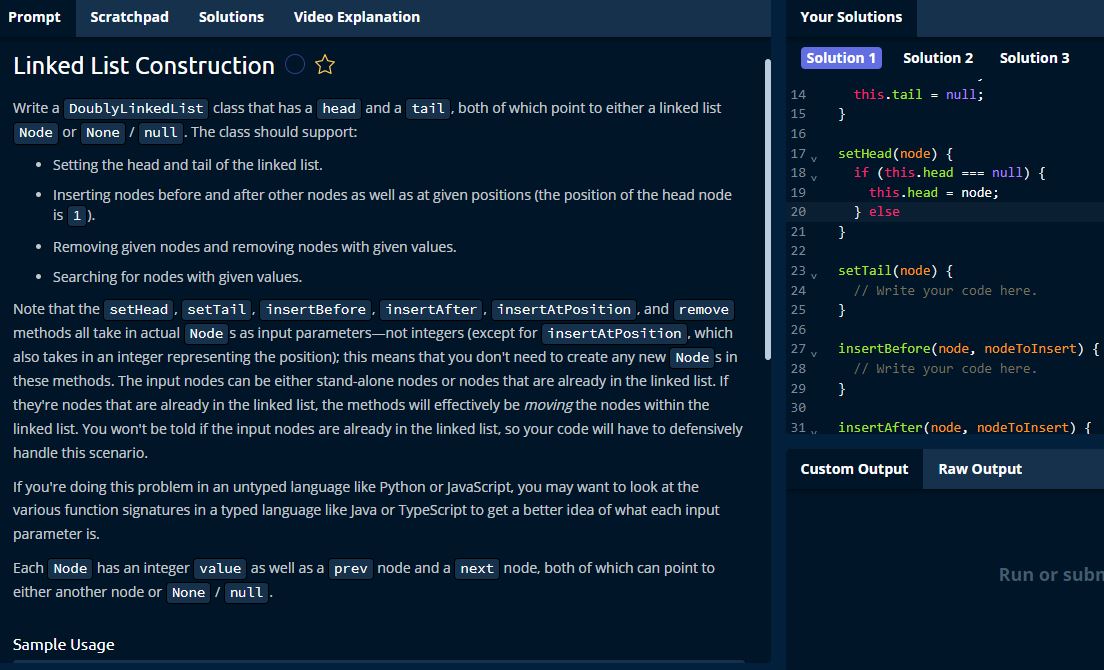 Prompt Scratchpad Solutions Video Explanation
Linked List Construction
Write a DoublyLinkedList class that has a head and a tail, both of which point to either a linked list
Node or None / null. The class should support:
• Setting the head and tail of the linked list.
• Inserting nodes before and after other nodes as well as at given positions (the position of the head node
is 1).
• Removing given nodes and removing nodes with given values.
• Searching for nodes with given values.
Note that the setHead, setTail, insertBefore, insertAfter, insertAtPosition, and remove
methods all take in actual Nodes as input parameters—not integers (except for insertAtPosition, which
also takes in an integer representing the position); this means that you don't need to create any new Nodes in
these methods. The input nodes can be either stand-alone nodes or nodes that are already in the linked list. If
they're nodes that are already in the linked list, the methods will effectively be moving the nodes within the
linked list. You won't be told if the input nodes are already in the linked list, so your code will have to defensively
handle this scenario.
If you're doing this problem in an untyped language like Python or JavaScript, you may want to look at the
various function signatures in a typed language like Java or TypeScript to get a better idea of what each input
parameter is.
Each Node has an integer value as well as a prev node and a next node, both of which can point to
either another node or None / null.
Sample Usage
Your Solutions
Solution 1 Solution 2 Solution 3
14 this.tail = null;
15 }
16
17 setHead(node) {
18 if (this.head === null) {
19 this.head = node;
20 } else
21 }
22
23 setTail(node) {
24 // Write your code here.
25 }
26
27 insertBefore(node, nodeToInsert) {
28 // Write your code here.
29 }
30
31 insertAfter(node, nodeToInsert) {
Custom Output Raw Output
Run or subm